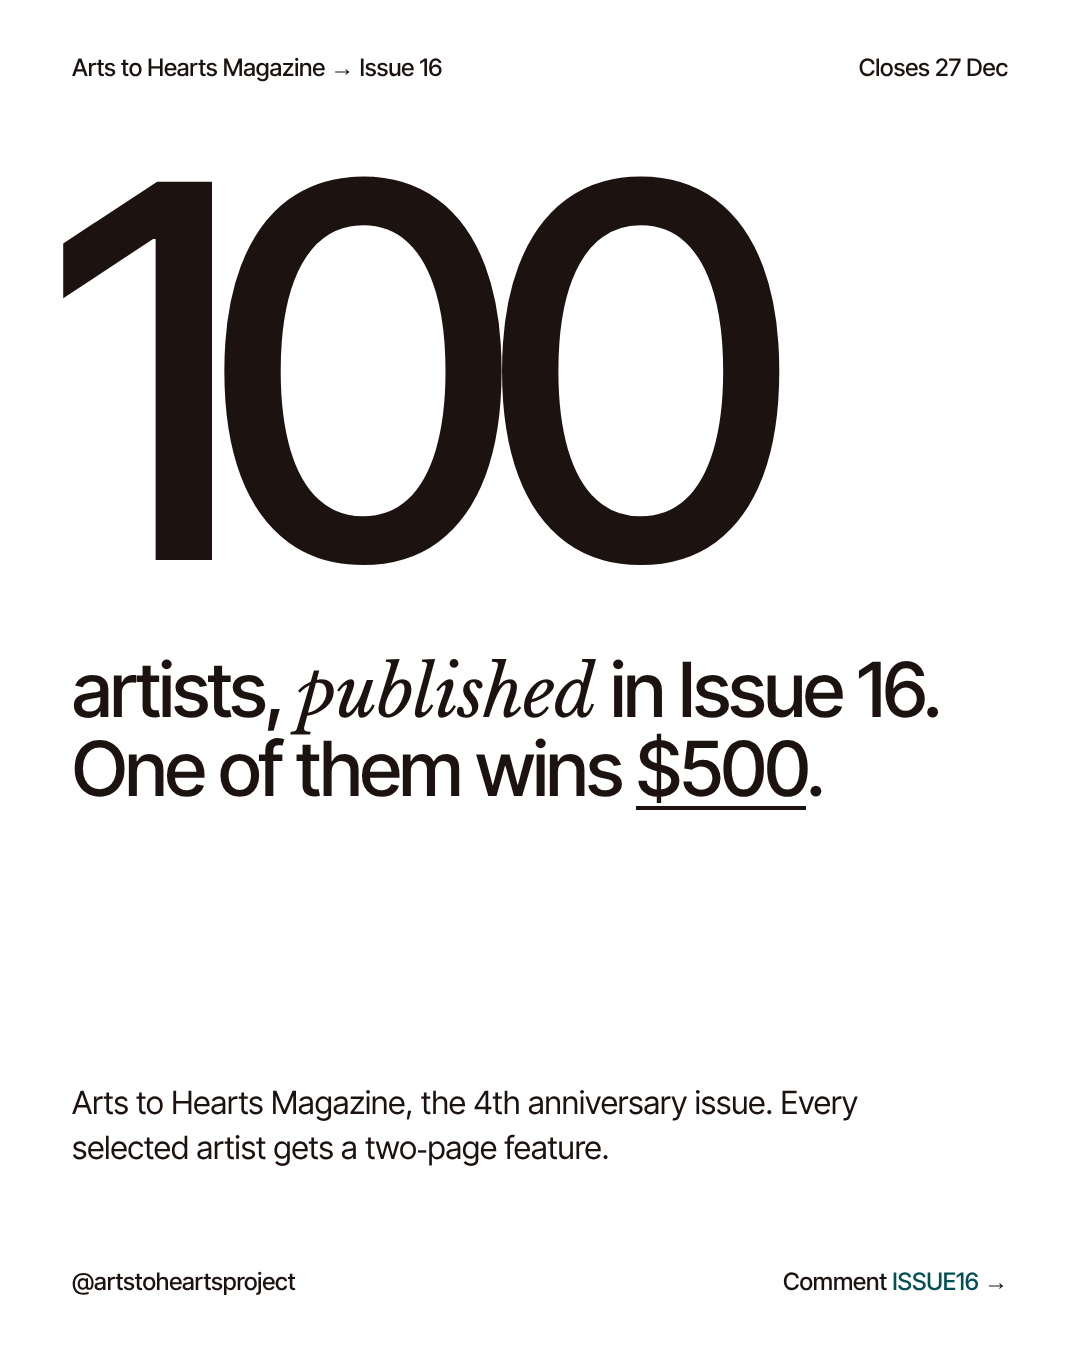 Arts to Hearts Magazine → Issue 16
Closes 27 Dec
100
artists, published in Issue 16.
One of them wins $500.
Arts to Hearts Magazine, the 4th anniversary issue. Every
selected artist gets a two-page feature.
@artstoheartsproject
Comment ISSUE16 →